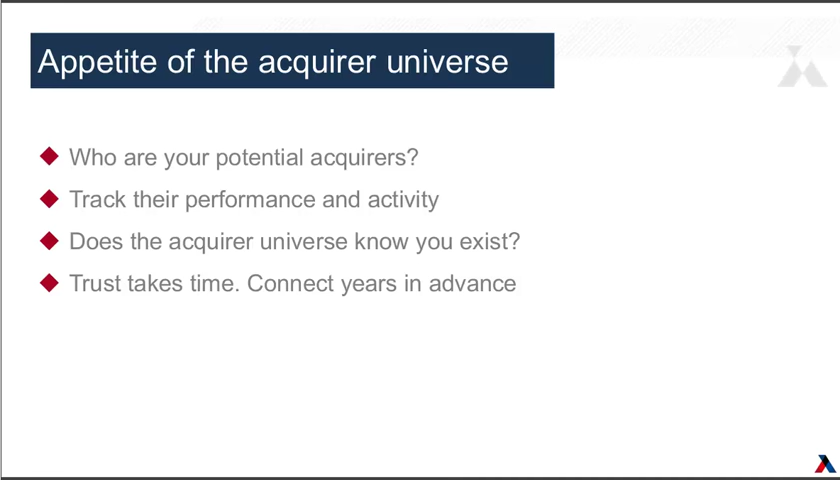 Appetite of the acquirer universe
Who are your potential acquirers?
Track their performance and activity
Does the acquirer universe know you exist?
Trust takes time. Connect years in advance